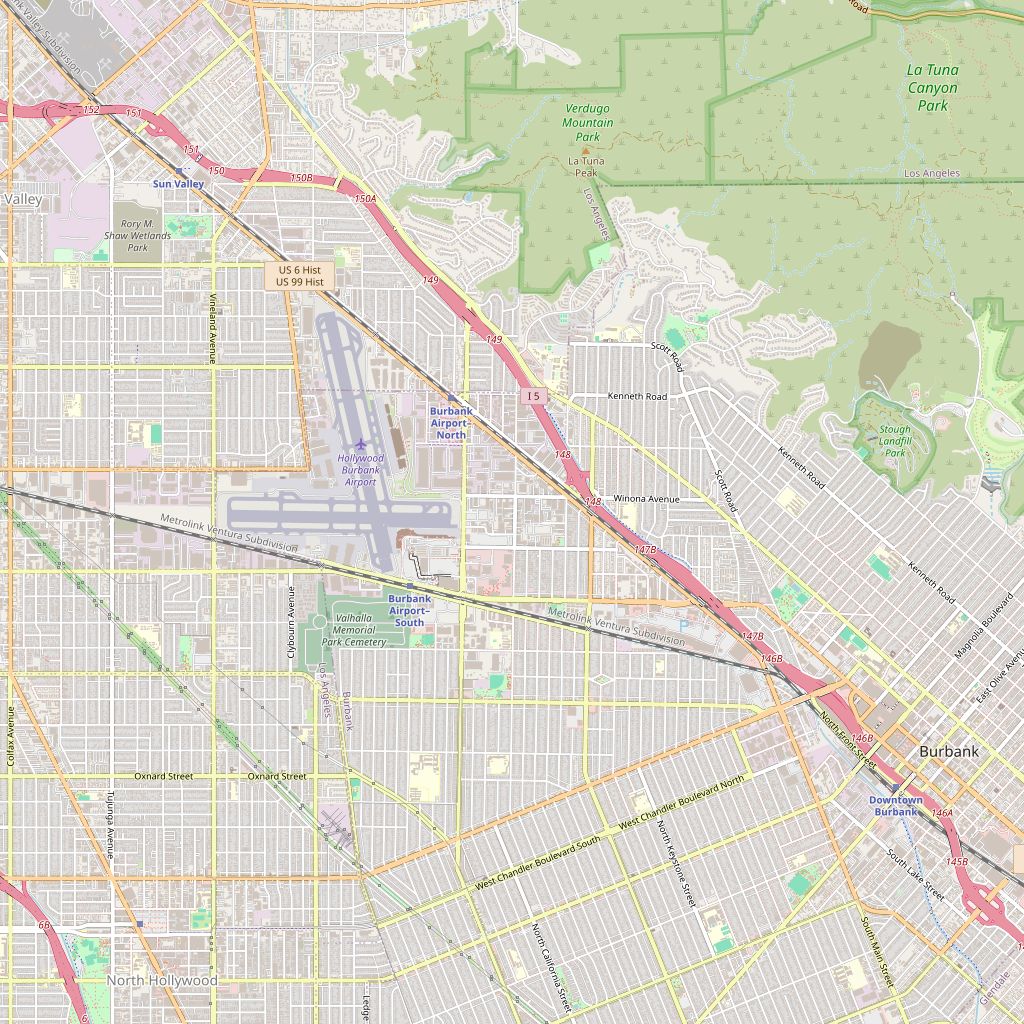 Road
Valley Subdivision
La Tuna
Canyon
Park
152
151
Verdugo
Mountain
Park
151
150
150B
La Tuna
Peak
Los Angeles
Sun Valley
150A
Valley
Los Angeles
Rory M.
Shaw Wetlands
Park
US 6 Hist
US 99 Hist
149
Vineland Avenue
149
Scott Road
I 5
Kenneth Road
Burbank
Airport–
North
Stough
Landfill
Park
Hollywood
Burbank
Airport
148
Kenneth Road
Scott Road
148
Winona Avenue
Metrolink Ventura Subdivision
147B
Kenneth Road
Burbank
Airport–
South
Clybourn Avenue
Valhalla
Memorial
Park Cemetery
Metrolink Ventura Subdivision
Magnolia Boulevard
147B
146B
East Olive Avenue
Los Angeles
Burbank
Colfax Avenue
North Front Street
146B
Burbank
Oxnard Street
Oxnard Street
West Chandler Boulevard North
Downtown
Burbank
Tujunga Avenue
146A
West Chandler Boulevard South
North Keystone Street
145B
South Lake Street
6B
North California Street
South Main Street
North Hollywood
Glendale
Ledge